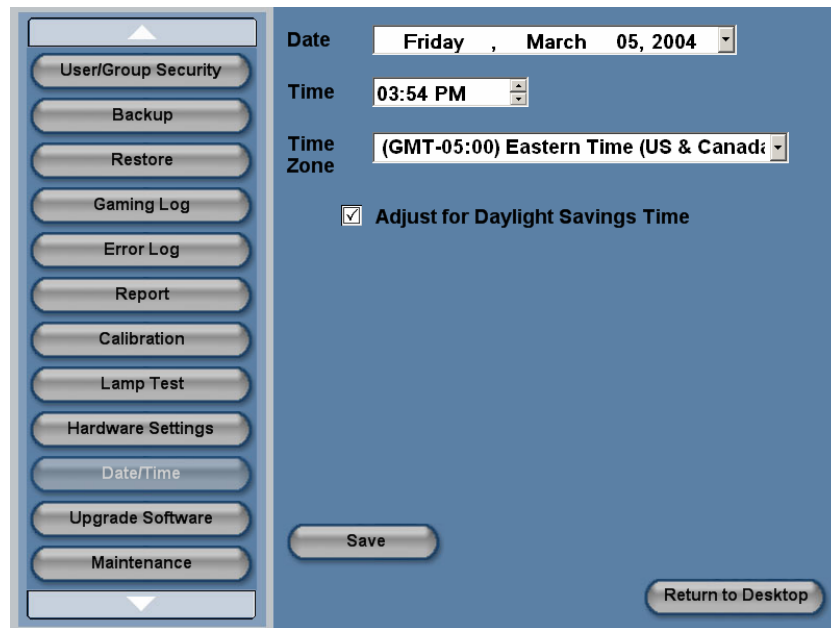 User/Group Security
Backup
Restore
Gaming Log
Error Log
Report
Calibration
Lamp Test
Hardware Settings
Date/Time
Upgrade Software
Maintenance
Date
Friday , March 05, 2004
Time
03:54 PM
Time
Zone
(GMT-05:00) Eastern Time (US & Canada
Adjust for Daylight Savings Time
Save
Return to Desktop